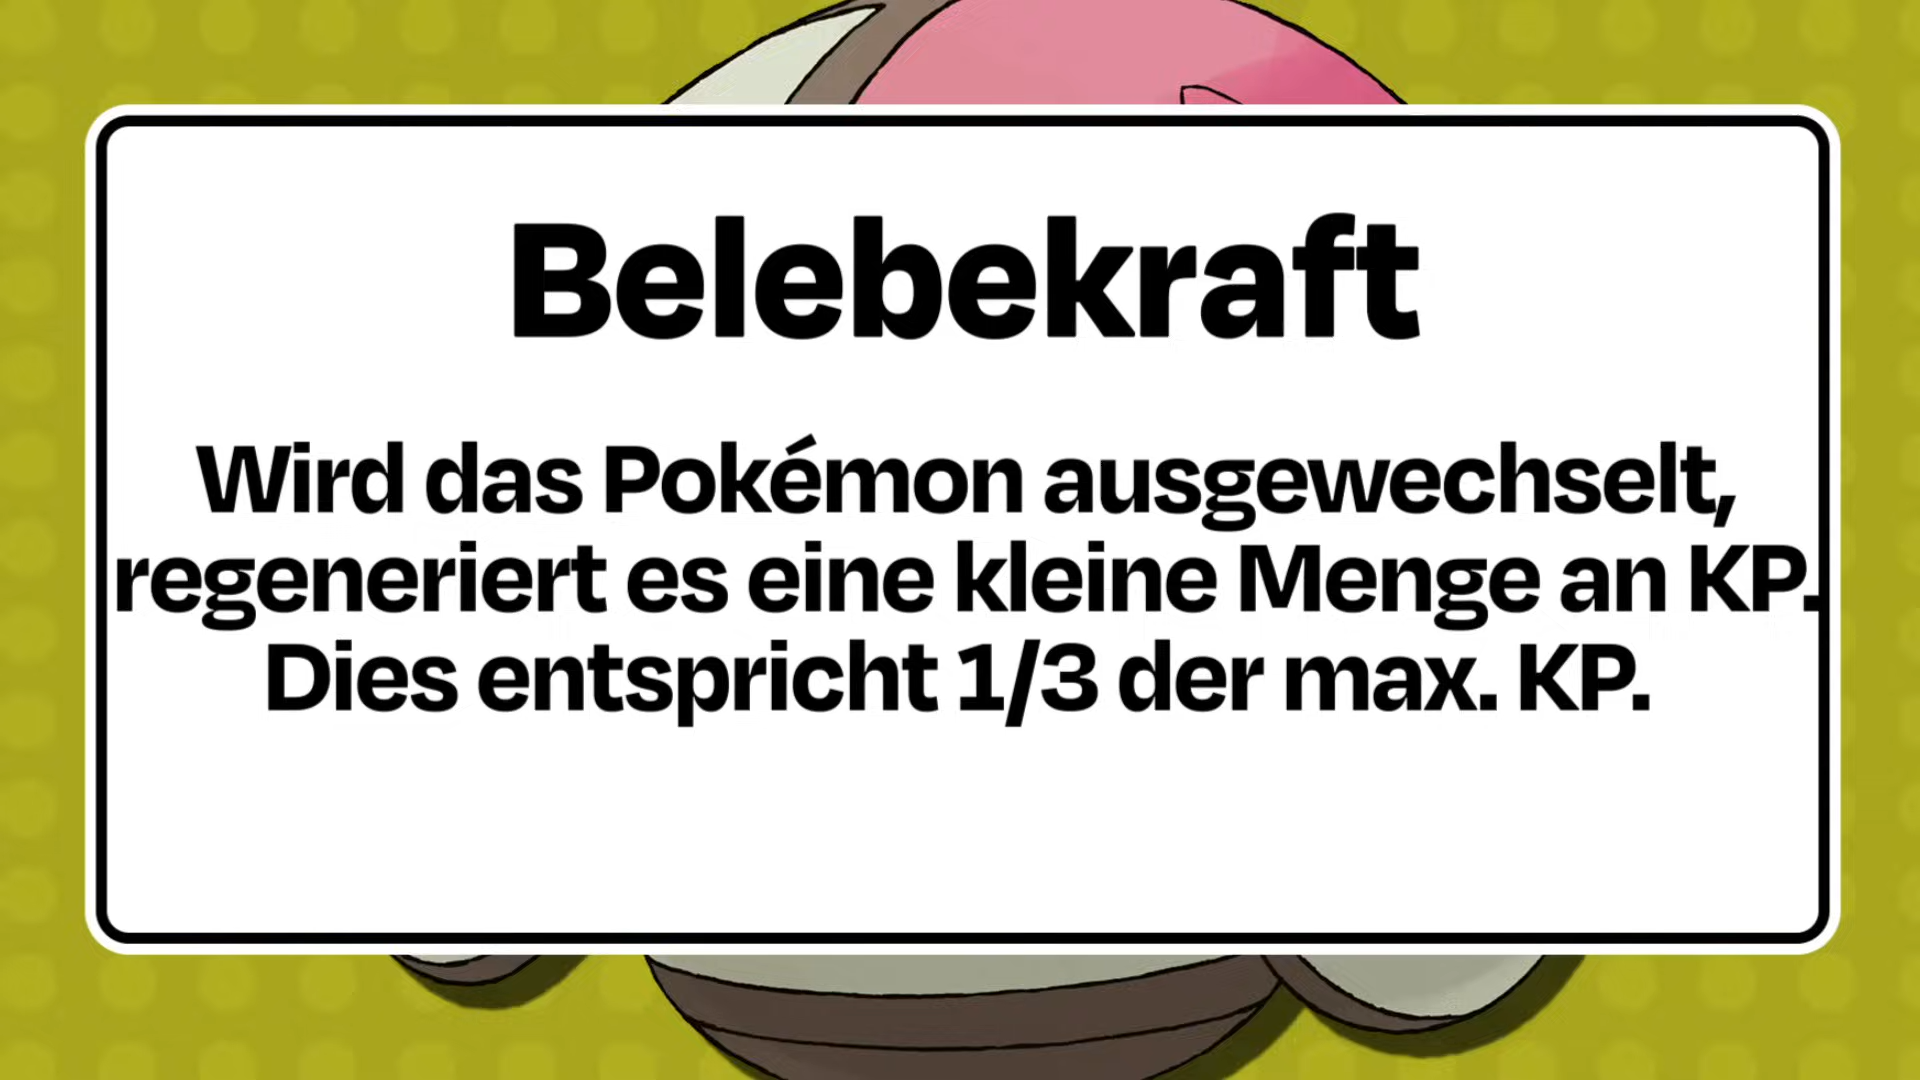 Belebekraft
Wird das Pokémon ausgewechselt,
regeneriert es eine kleine Menge an KP.
Dies entspricht 1/3 der max. KP.